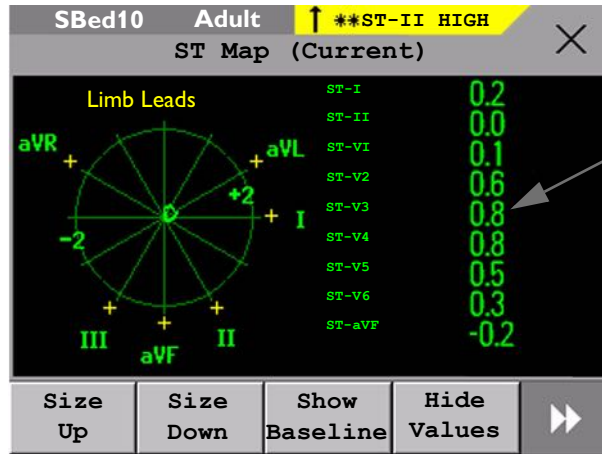 SBed10 Adult **ST-II HIGH
ST Map (Current)
Limb Leads
aVR
aVL
+2
I
-2
III
aVF
II
ST-I 0.2
ST-II 0.0
ST-VI 0.1
ST-V2 0.6
ST-V3 0.8
ST-V4 0.8
ST-V5 0.5
ST-V6 0.3
ST-aVF -0.2
Size Up
Size Down
Show Baseline
Hide Values